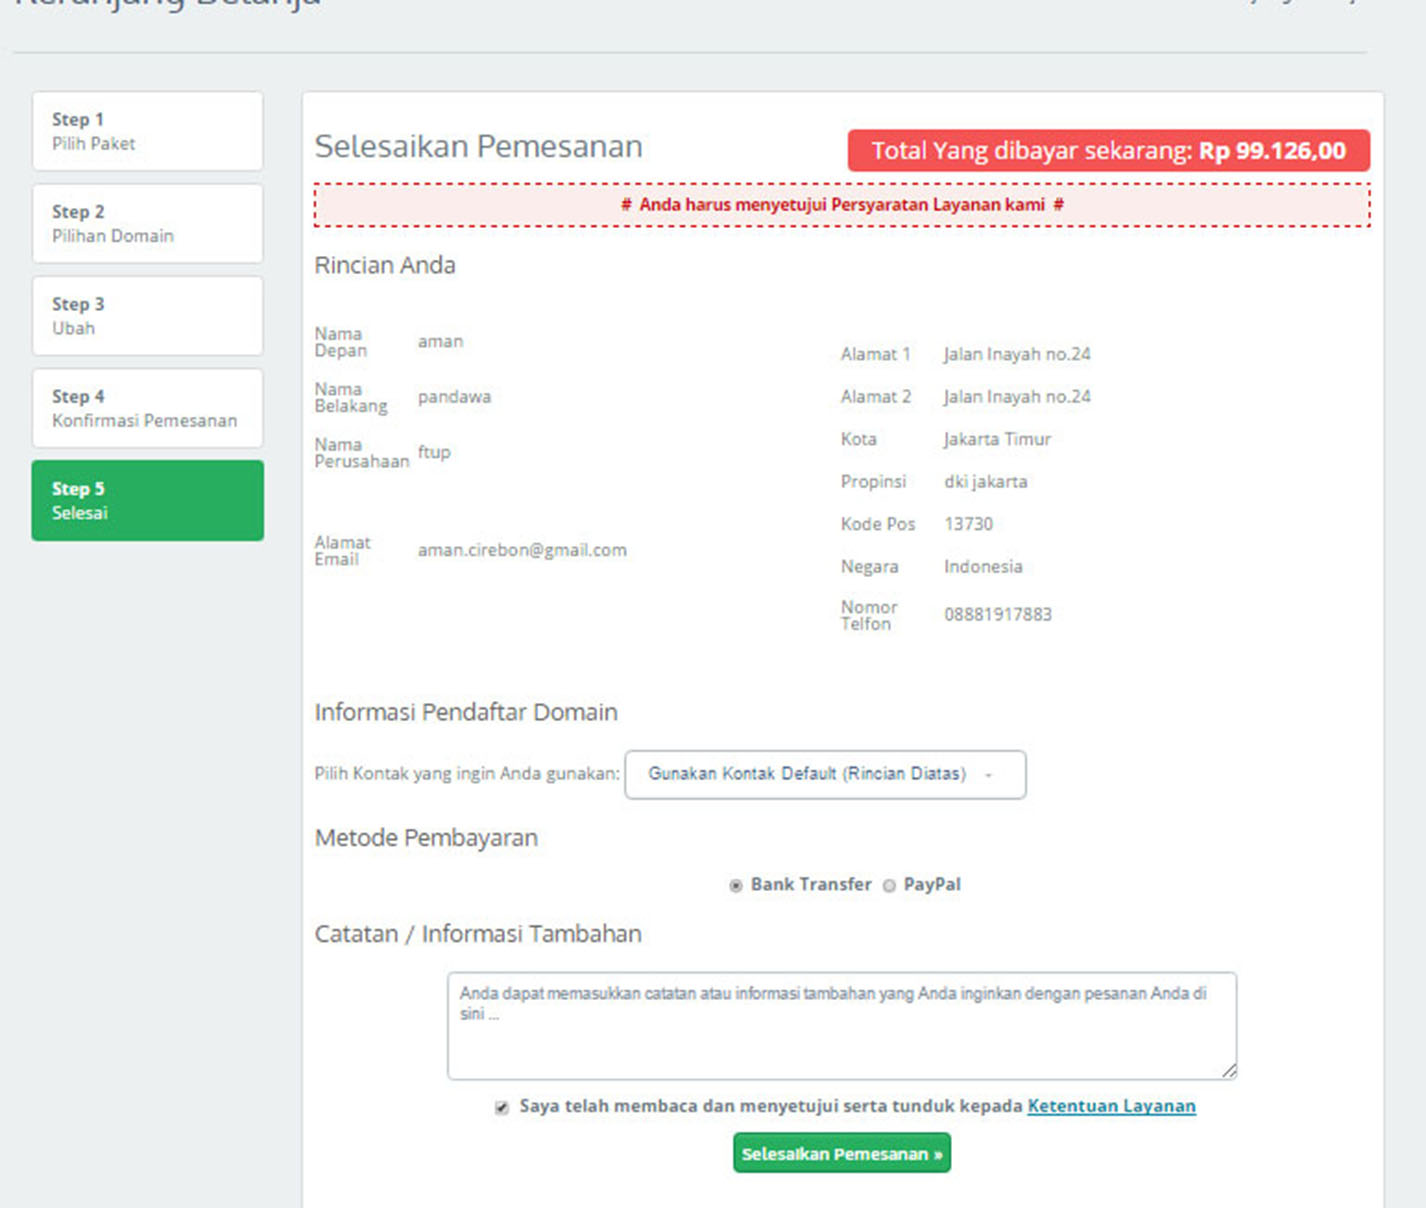 Keranjang Belanja
Step 1
Pilih Paket
Step 2
Pilihan Domain
Step 3
Ubah
Step 4
Konfirmasi Pemesanan
Step 5
Selesai
Selesaikan Pemesanan
Total Yang dibayar sekarang: Rp 99.126,00
# Anda harus menyetujui Persyaratan Layanan kami #
Rincian Anda
Nama
Depan
aman
Nama
Belakang
pandawa
Nama
Perusahaan
ftup
Alamat
Email
aman.cirebon@gmail.com
Alamat 1 Jalan Inayah no.24
Alamat 2 Jalan Inayah no.24
Kota Jakarta Timur
Propinsi dki jakarta
Kode Pos 13730
Negara Indonesia
Nomor
Telfon
08881917883
Informasi Pendaftar Domain
Pilih Kontak yang ingin Anda gunakan: Gunakan Kontak Default (Rincian Diatas)
Metode Pembayaran
Bank Transfer PayPal
Catatan / Informasi Tambahan
Anda dapat memasukkan catatan atau informasi tambahan yang Anda inginkan dengan pesanan Anda di
sini ...
Saya telah membaca dan menyetujui serta tunduk kepada Ketentuan Layanan
Selesaikan Pemesanan »